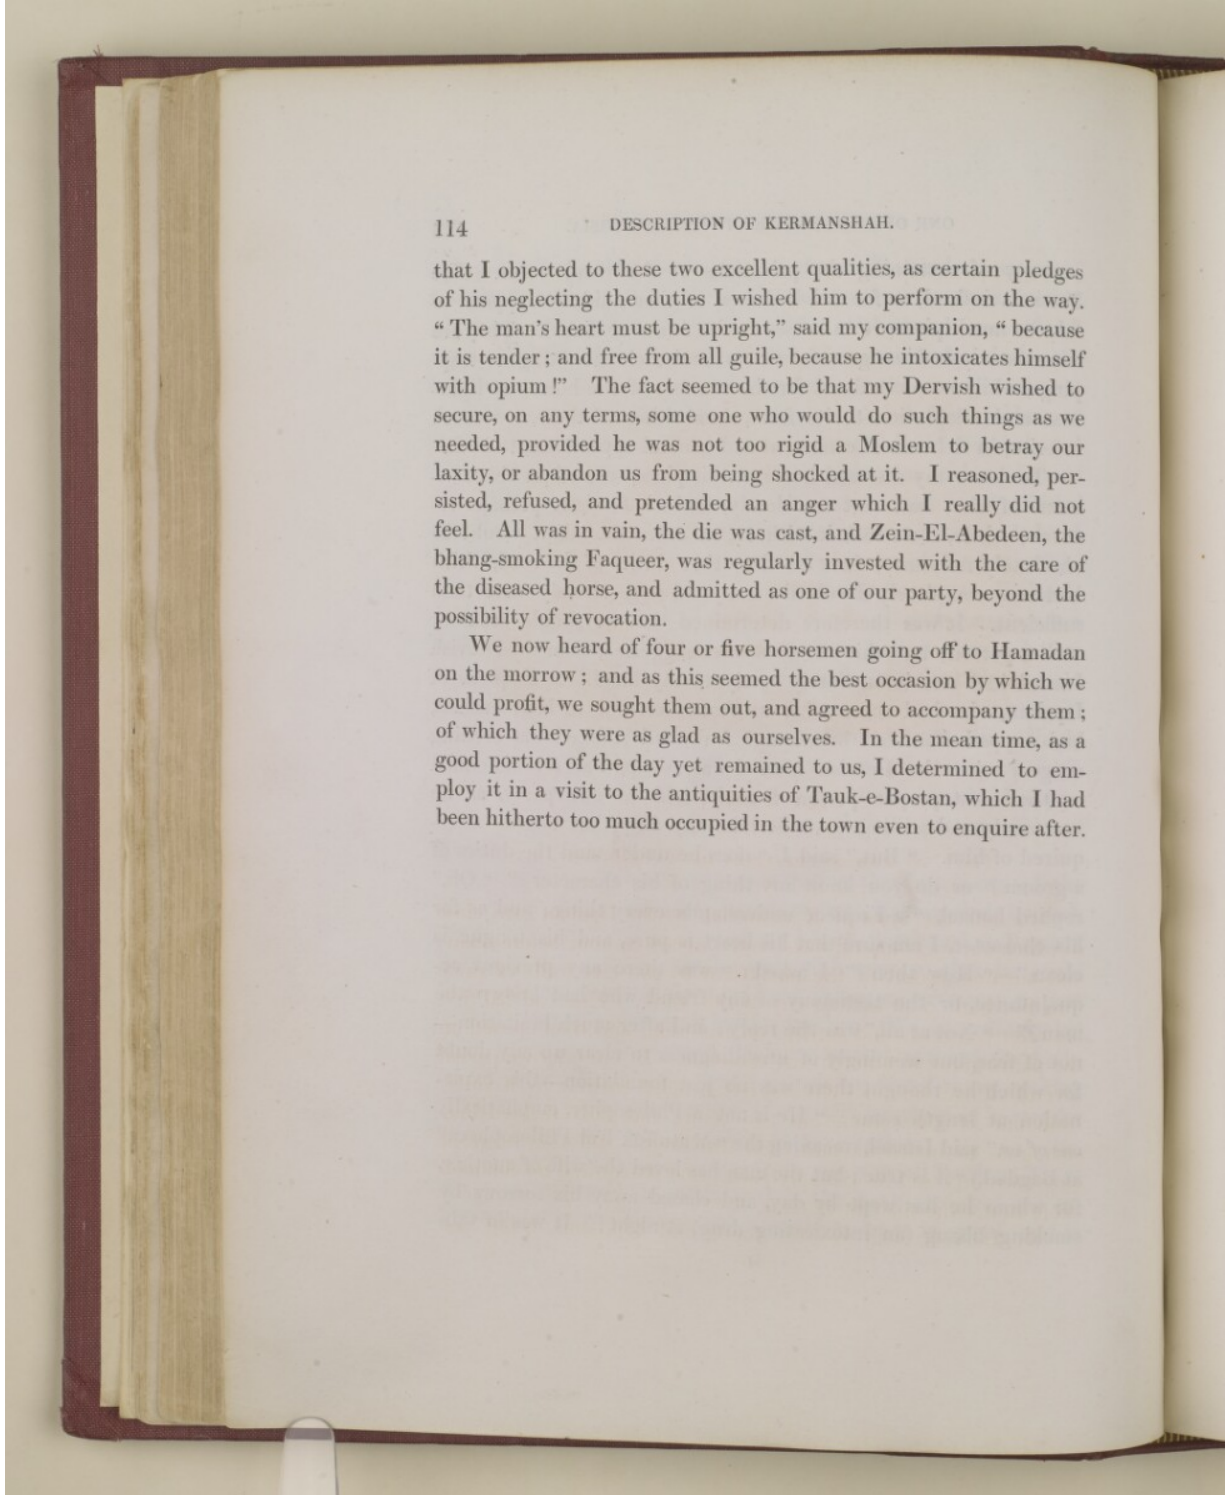 114 DESCRIPTION OF KERMANSHAH.
that I objected to these two excellent qualities, as certain pledges
of his neglecting the duties I wished him to perform on the way.
“ The man’s heart must be upright,” said my companion, “ because
it is tender ; and free from all guile, because he intoxicates himself
with opium !” The fact seemed to be that my Dervish wished to
secure, on any terms, some one who would do such things as we
needed, provided he was not too rigid a Moslem to betray our
laxity, or abandon us from being shocked at it. I reasoned, per-
sisted, refused, and pretended an anger which I really did not
feel. All was in vain, the die was cast, and Zein-El-Abedeen, the
bhang-smoking Faqueer, was regularly invested with the care of
the diseased horse, and admitted as one of our party, beyond the
possibility of revocation.
We now heard of four or five horsemen going off to Hamadan
on the morrow ; and as this seemed the best occasion by which we
could profit, we sought them out, and agreed to accompany them ;
of which they were as glad as ourselves. In the mean time, as a
good portion of the day yet remained to us, I determined to em-
ploy it in a visit to the antiquities of Tauk-e-Bostan, which I had
been hitherto too much occupied in the town even to enquire after.